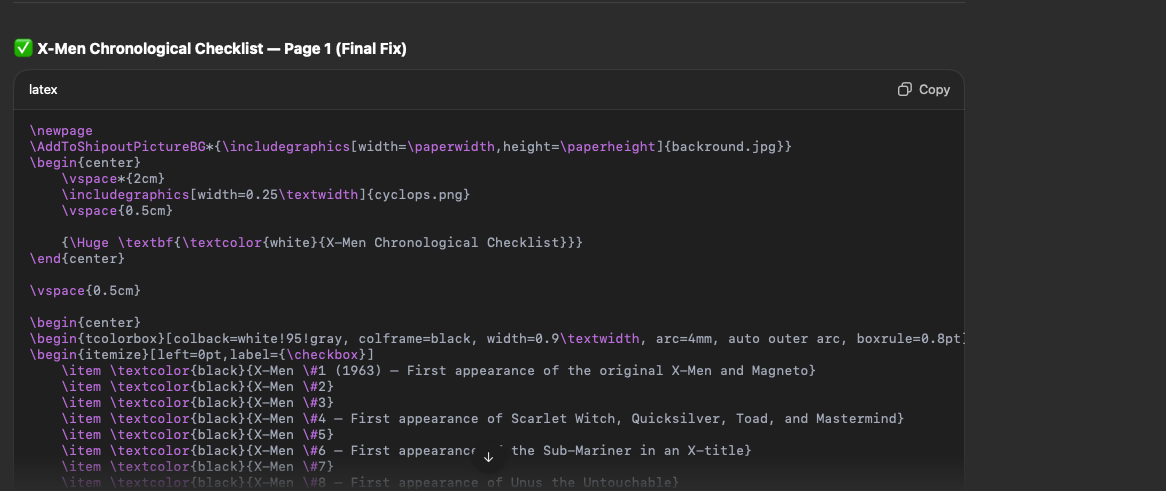 ✅ X-Men Chronological Checklist — Page 1 (Final Fix)
latex
Copy
\newpage
\AddToShipoutPictureBG*{\includegraphics[width=\paperwidth,height=\paperheight]{backround.jpg}}
\begin{center}
    \vspace*{2cm}
    \includegraphics[width=0.25\textwidth]{cyclops.png}
    \vspace{0.5cm}

    {\Huge \textbf{\textcolor{white}{X-Men Chronological Checklist}}}
\end{center}

\vspace{0.5cm}

\begin{center}
\begin{tcolorbox}[colback=white!95!gray, colframe=black, width=0.9\textwidth, arc=4mm, auto outer arc, boxrule=0.8pt]
\begin{itemize}[left=0pt,label={\checkbox}]
    \item \textcolor{black}{X-Men \#1 (1963) — First appearance of the original X-Men and Magneto}
    \item \textcolor{black}{X-Men \#2}
    \item \textcolor{black}{X-Men \#3}
    \item \textcolor{black}{X-Men \#4 — First appearance of Scarlet Witch, Quicksilver, Toad, and Mastermind}
    \item \textcolor{black}{X-Men \#5}
    \item \textcolor{black}{X-Men \#6 — First appearance the Sub-Mariner in an X-title}
    \item \textcolor{black}{X-Men \#7}
    \item \textcolor{black}{X-Men \#8 — First appearance of Unus the Untouchable}